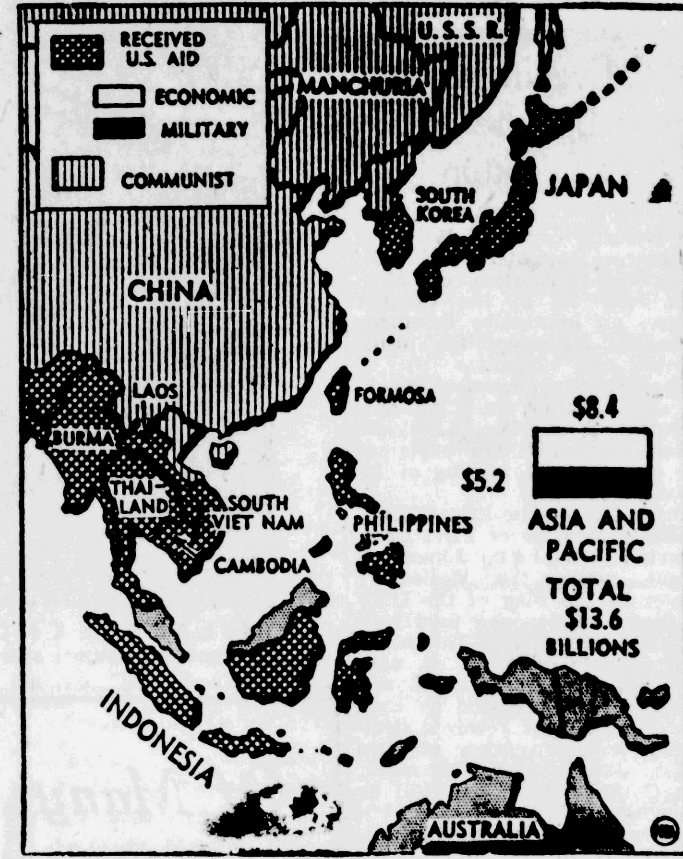 RECEIVED
U.S. AID
ECONOMIC
MILITARY
COMMUNIST
U.S.S.R.
MANCHURIA
SOUTH
KOREA
JAPAN
CHINA
LAOS
FORMOSA
BURMA
THAI-
LAND
SOUTH
VIET NAM
CAMBODIA
PHILIPPINES
$8.4
$5.2
ASIA AND
PACIFIC
TOTAL
$13.6
BILLIONS
INDONESIA
AUSTRALIA